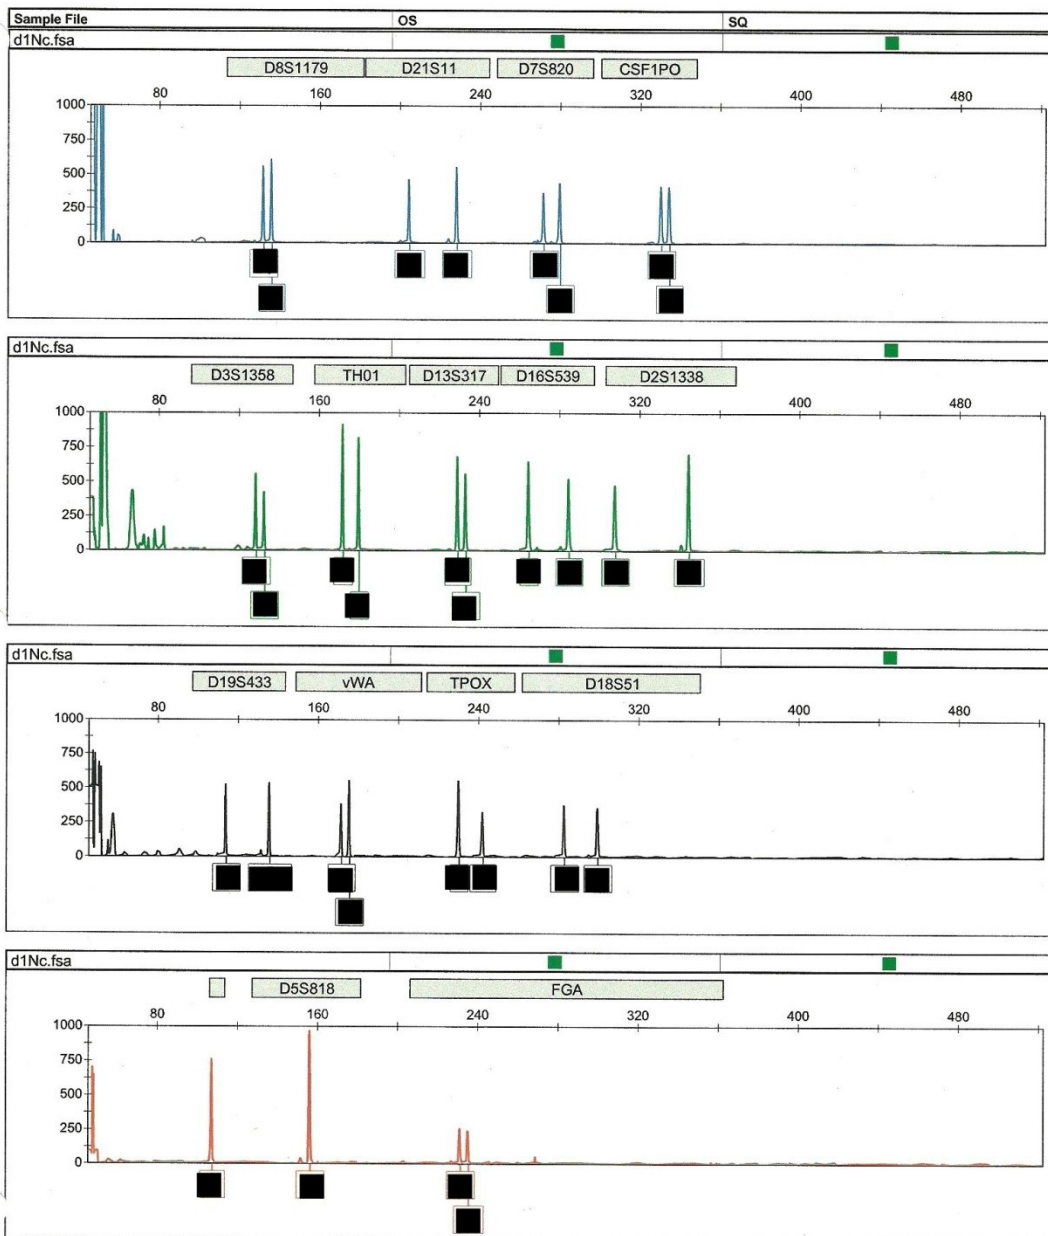 Sample File OS SQ
d1Nc.fsa
D8S1179 D21S11 D7S820 CSF1PO
80 160 240 320 400 480
1000
750
500
250
0
d1Nc.fsa
D3S1358 TH01 D13S317 D16S539 D2S1338
80 160 240 320 400 480
1000
750
500
250
0
d1Nc.fsa
D19S433 vWA TPOX D18S51
80 160 240 320 400 480
1000
750
500
250
0
d1Nc.fsa
D5S818 FGA
80 160 240 320 400 480
1000
750
500
250
0